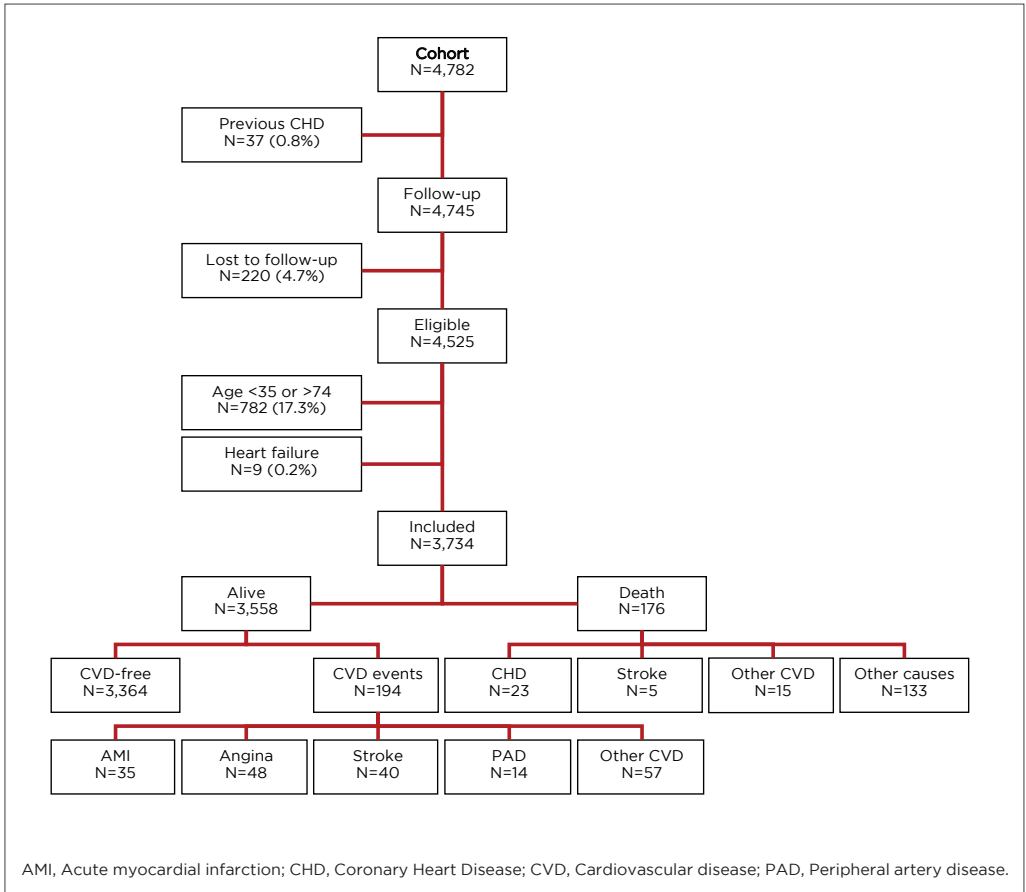 Cohort
N=4,782
Previous CHD
N=37 (0.8%)
Follow-up
N=4,745
Lost to follow-up
N=220 (4.7%)
Eligible
N=4,525
Age <35 or >74
N=782 (17.3%)
Heart failure
N=9 (0.2%)
Included
N=3,734
Alive
N=3,558
Death
N=176
CVD-free
N=3,364
CVD events
N=194
CHD
N=23
Stroke
N=5
Other CVD
N=15
Other causes
N=133
AMI
N=35
Angina
N=48
Stroke
N=40
PAD
N=14
Other CVD
N=57
AMI, Acute myocardial infarction; CHD, Coronary Heart Disease; CVD, Cardiovascular disease; PAD, Peripheral artery disease.